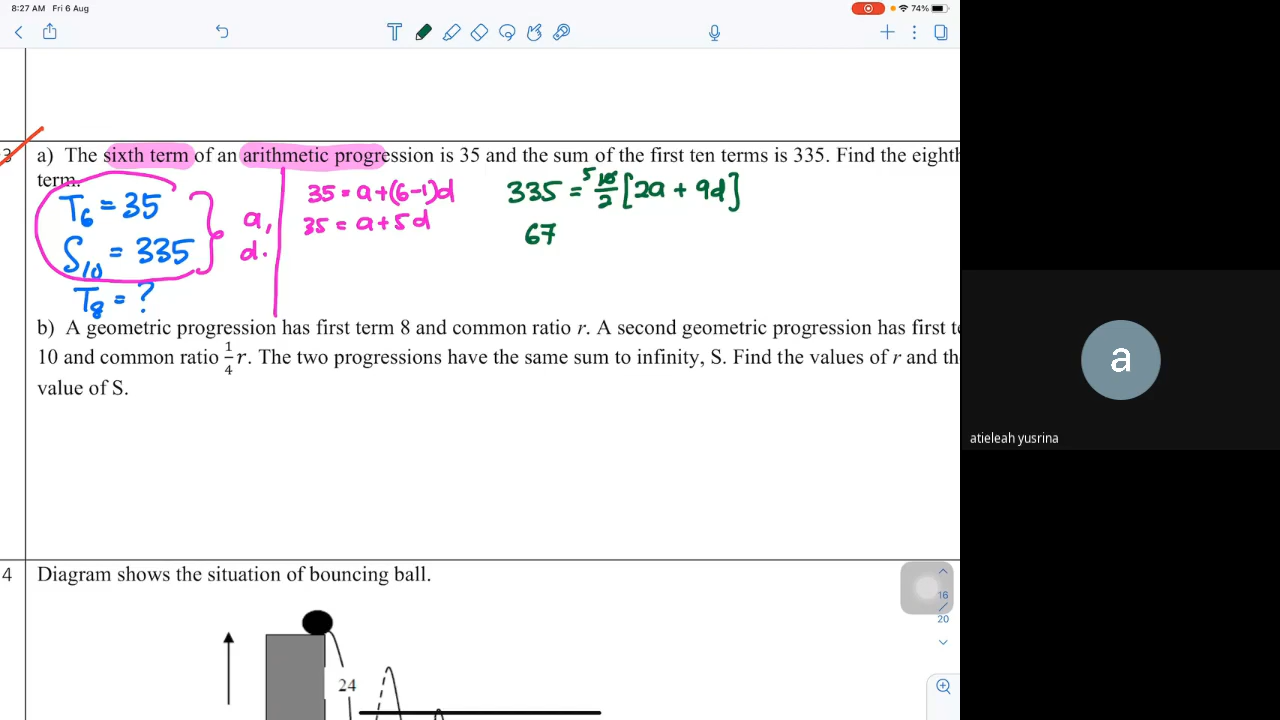 8:27 AM Fri 6 Aug
74%
3
a) The sixth term of an arithmetic progression is 35 and the sum of the first ten terms is 335. Find the eighth
term.
T₆ = 35
S₁₀ = 335
T₈ = ?
a,
d.
35 = a + (6-1)d
35 = a + 5d
335 = 5 10/2 [2a + 9d]
67
b) A geometric progression has first term 8 and common ratio r. A second geometric progression has first
10 and common ratio 1/4 r. The two progressions have the same sum to infinity, S. Find the values of r and
value of S.
4
Diagram shows the situation of bouncing ball.
24
16
/
20
a
atieleah yusrina